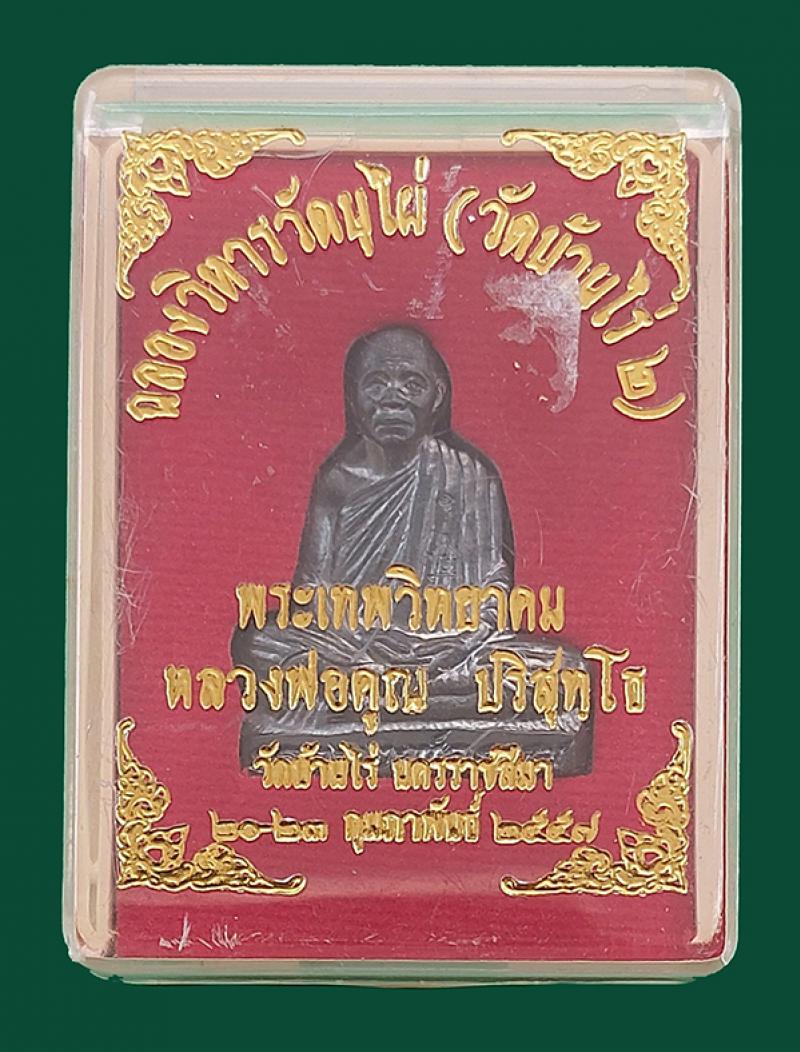 ฉลองวิหารวัดบุไผ่ (วัดบ้านไร่ ๒)
พระเทพวิทยาคม
หลวงพ่อคูณ ปริสุทฺโธ
วัดบ้านไร่ นครราชสีมา
๒๐-๒๓ กุมภาพันธ์ ๒๕๕๗